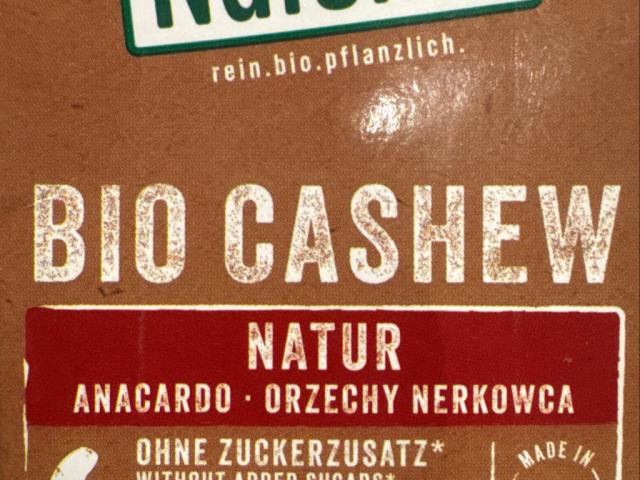 rein.bio.pflanzlich.
BIO CASHEW
NATUR
ANACARDO · ORZECHY NERKOWCA
OHNE ZUCKERZUSATZ*
WITHOUT ADDED SUGARS*
MADE IN